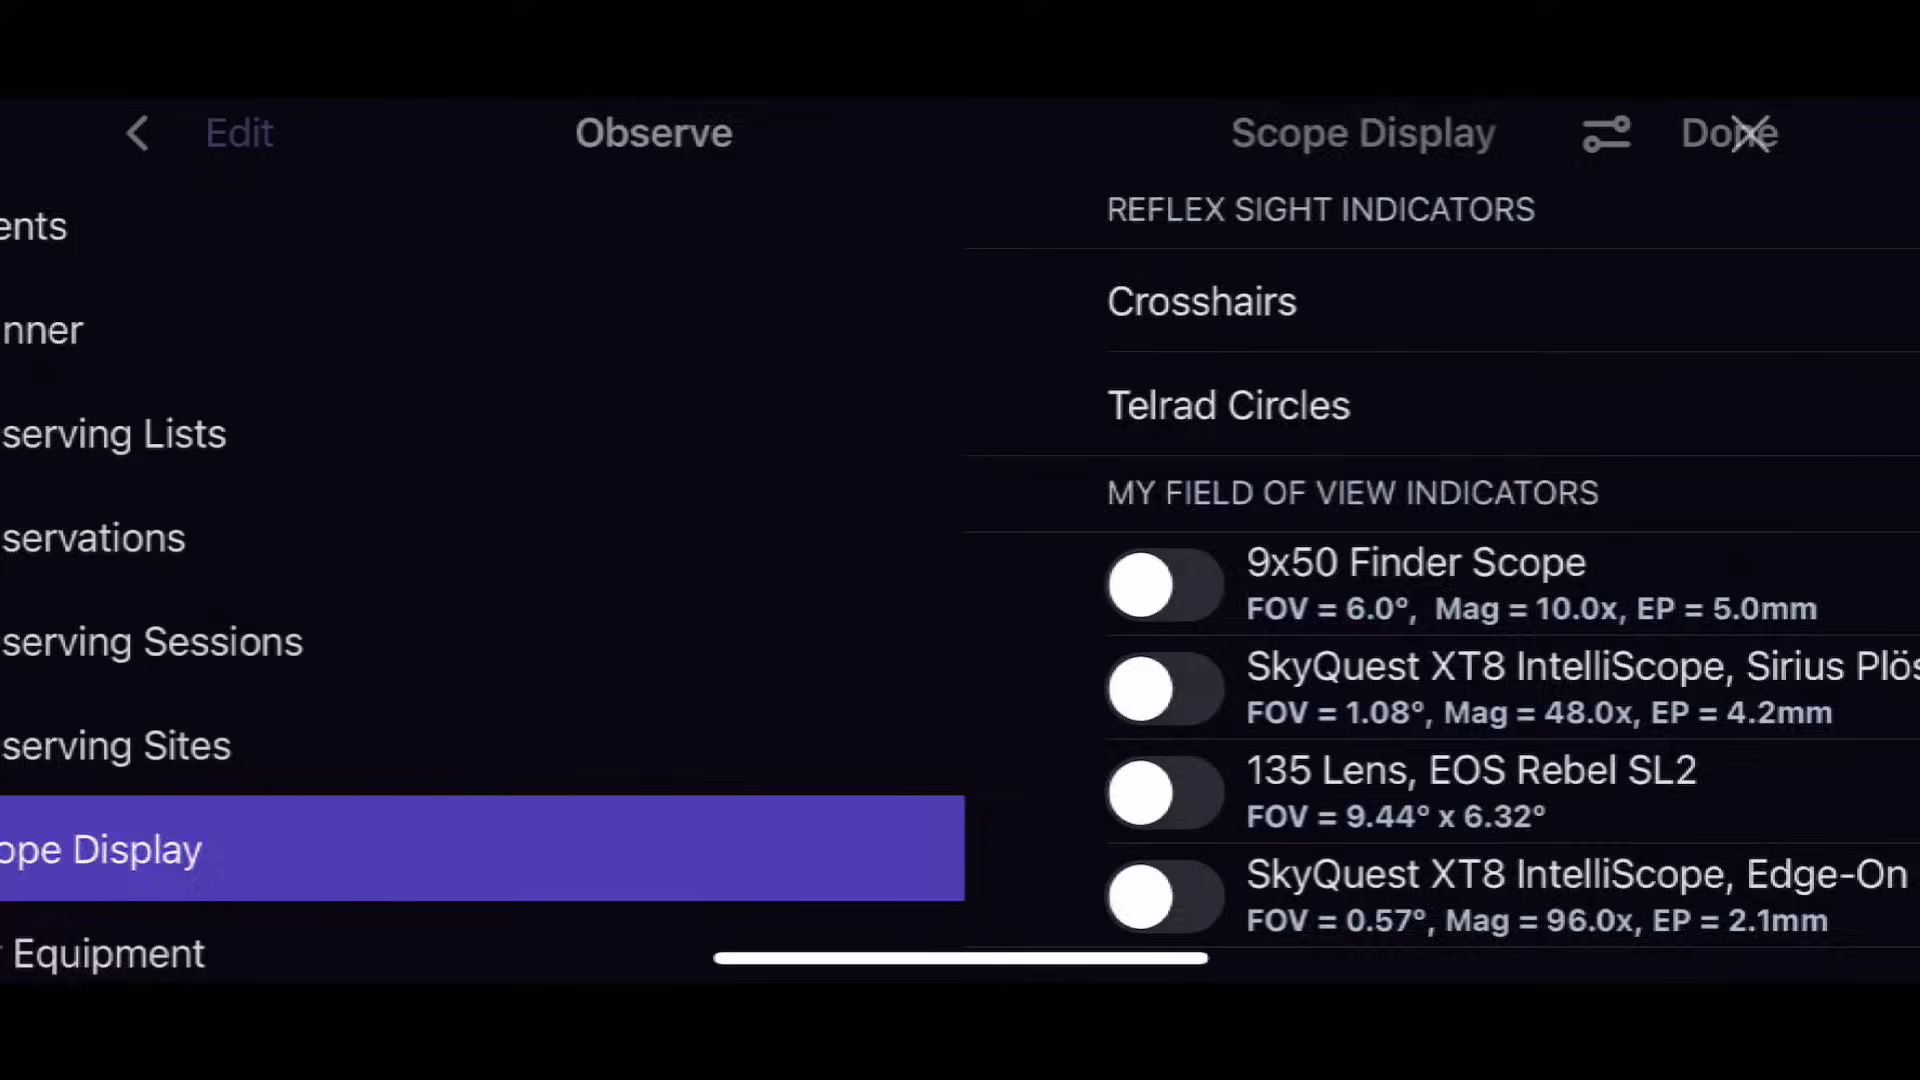 Edit
Observe
ents
nner
serving Lists
servations
serving Sessions
serving Sites
ope Display
Equipment
Scope Display
Done
REFLEX SIGHT INDICATORS
Crosshairs
Telrad Circles
MY FIELD OF VIEW INDICATORS
9x50 Finder Scope
FOV = 6.0°, Mag = 10.0x, EP = 5.0mm
SkyQuest XT8 IntelliScope, Sirius Plös
FOV = 1.08°, Mag = 48.0x, EP = 4.2mm
135 Lens, EOS Rebel SL2
FOV = 9.44° x 6.32°
SkyQuest XT8 IntelliScope, Edge-On
FOV = 0.57°, Mag = 96.0x, EP = 2.1mm